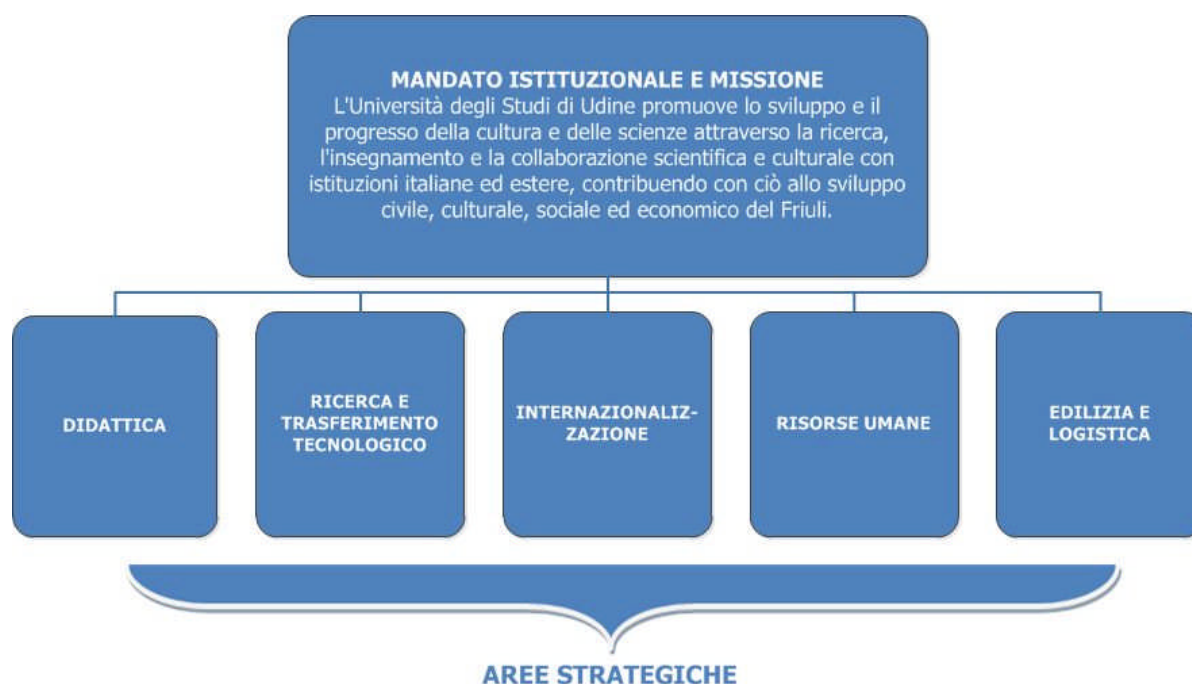 MANDATO ISTITUZIONALE E MISSIONE
L'Università degli Studi di Udine promuove lo sviluppo e il
progresso della cultura e delle scienze attraverso la ricerca,
l'insegnamento e la collaborazione scientifica e culturale con
istituzioni italiane ed estere, contribuendo con ciò allo sviluppo
civile, culturale, sociale ed economico del Friuli.
DIDATTICA
RICERCA E
TRASFERIMENTO
TECNOLOGICO
INTERNAZIONALIZ-
ZAZIONE
RISORSE UMANE
EDILIZIA E
LOGISTICA
AREE STRATEGICHE